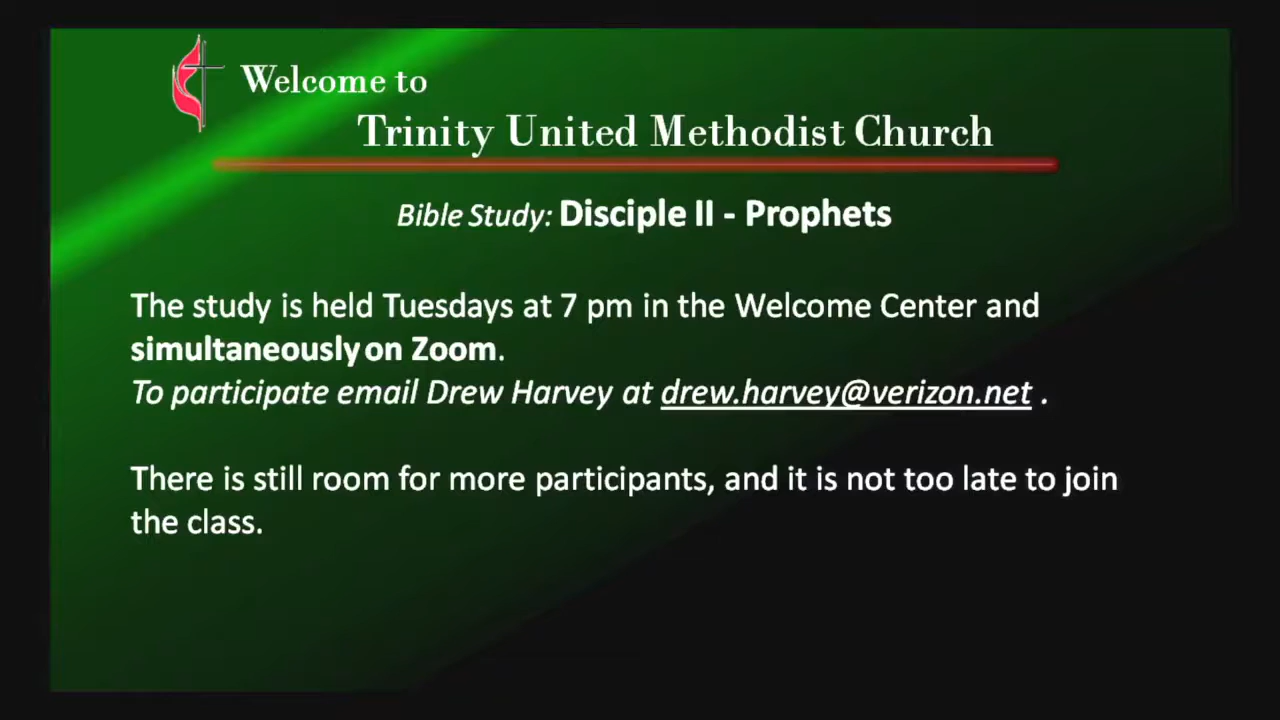 Welcome to
Trinity United Methodist Church
Bible Study: Disciple II - Prophets
The study is held Tuesdays at 7 pm in the Welcome Center and
simultaneously on Zoom.
To participate email Drew Harvey at drew.harvey@verizon.net .
There is still room for more participants, and it is not too late to join
the class.